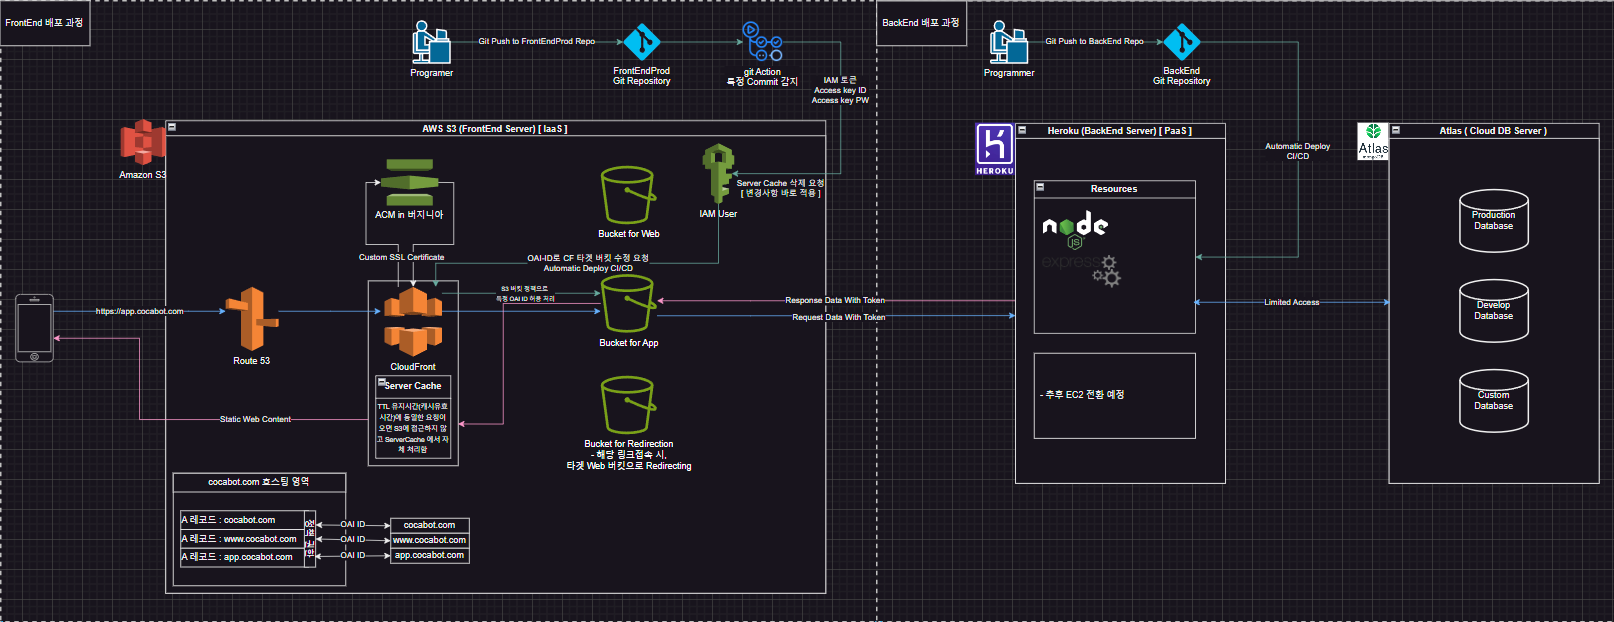 FrontEnd 배포 과정
Programer
Git Push to FrontEndProd Repo
FrontEndProd
Git Repository
git Action
특정 Commit 감지
IAM 토큰
Access key ID
Access key PW
BackEnd 배포 과정
Programmer
Git Push to BackEnd Repo
BackEnd
Git Repository
Automatic Deploy
CI/CD
Amazon S3
AWS S3 (FrontEnd Server) [ IaaS ]
ACM in 버지니아
Custom SSL Certificate
Bucket for Web
IAM User
Server Cache 삭제 요청
[ 변경사항 바로 적용 ]
OAI-ID로 CF 타겟 버킷 수정 요청
Automatic Deploy CI/CD
S3 버킷 정책으로
특정 OAI ID 허용 처리
https://app.cocabot.com
Route 53
CloudFront
Bucket for App
Response Data With Token
Request Data With Token
Server Cache
TTL 유지시간(캐시유효
시간)에 동일한 요청이
오면 S3에 접근하지 않
고 ServerCache 에서 자
체 처리함
Static Web Content
Bucket for Redirection
- 해당 링크접속 시,
타겟 Web 버킷으로 Redirecting
cocabot.com 호스팅 영역
A 레코드 : cocabot.com
A 레코드 : www.cocabot.com
A 레코드 : app.cocabot.com
OAI ID
OAI ID
OAI ID
cocabot.com
www.cocabot.com
app.cocabot.com
HEROKU
Heroku (BackEnd Server) [ PaaS ]
Resources
node
JS
express
- 추후 EC2 전환 예정
Limited Access
Atlas
Atlas ( Cloud DB Server )
Production
Database
Develop
Database
Custom
Database